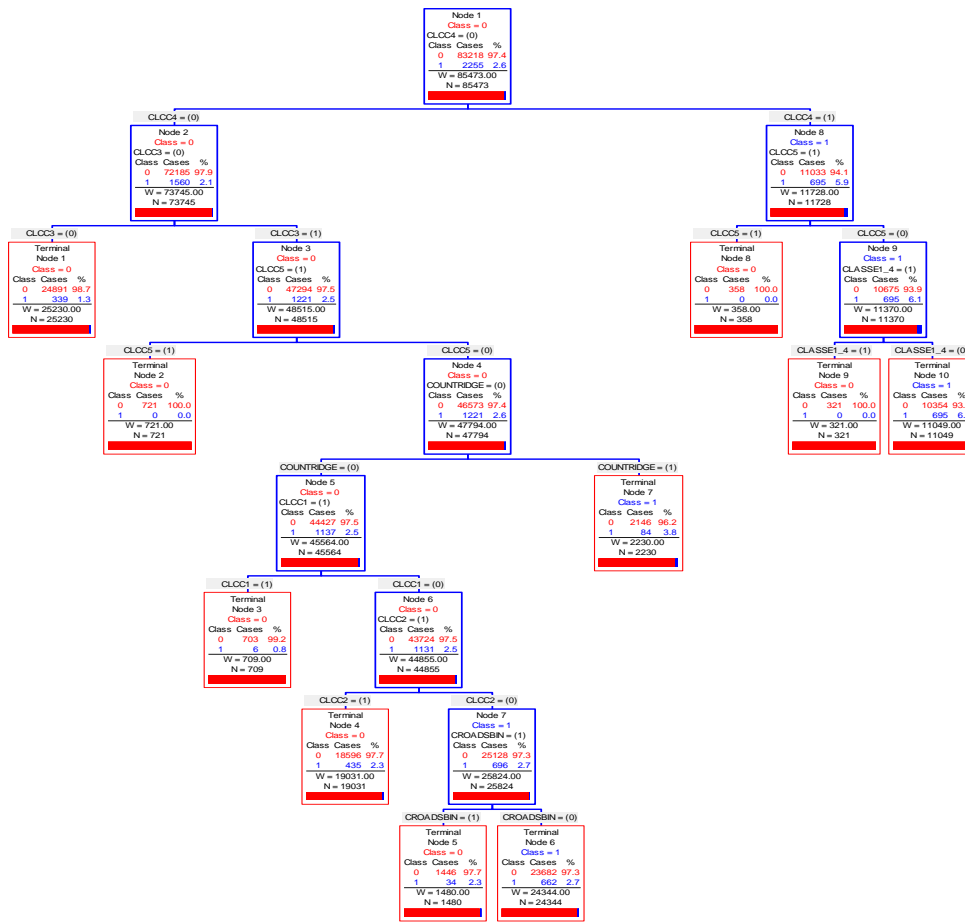 Node 1
Class = 0
CLCC4 = (0)
Class Cases %
0 83218 97.4
1 2255 2.6
W = 85473.00
N = 85473
CLCC4 = (0)
Node 2
Class = 0
CLCC3 = (0)
Class Cases %
0 72185 97.9
1 1560 2.1
W = 73745.00
N = 73745
CLCC4 = (1)
Node 8
Class = 1
CLCC5 = (1)
Class Cases %
0 11033 94.1
1 695 5.9
W = 11728.00
N = 11728
CLCC3 = (0)
Terminal
Node 1
Class = 0
Class Cases %
0 24891 98.7
1 339 1.3
W = 25230.00
N = 25230
CLCC3 = (1)
Node 3
Class = 0
CLCC5 = (1)
Class Cases %
0 47294 97.5
1 1221 2.5
W = 48515.00
N = 48515
CLCC5 = (1)
Terminal
Node 8
Class = 0
Class Cases %
0 358 100.0
1 0 0.0
W = 358.00
N = 358
CLCC5 = (0)
Node 9
Class = 1
CLASSE1_4 = (1)
Class Cases %
0 10675 93.9
1 695 6.1
W = 11370.00
N = 11370
CLCC5 = (1)
Terminal
Node 2
Class = 0
Class Cases %
0 721 100.0
1 0 0.0
W = 721.00
N = 721
CLCC5 = (0)
Node 4
Class = 0
COUNTRIDGE = (0)
Class Cases %
0 46573 97.4
1 1221 2.6
W = 47794.00
N = 47794
CLASSE1_4 = (1)
Terminal
Node 9
Class = 0
Class Cases %
0 321 100.0
1 0 0.0
W = 321.00
N = 321
CLASSE1_4 = (0
Terminal
Node 10
Class = 1
Class Cases %
0 10354 93.
1 695 6.
W = 11049.00
N = 11049
COUNTRIDGE = (0)
Node 5
Class = 0
CLCC1 = (1)
Class Cases %
0 44427 97.5
1 1137 2.5
W = 45564.00
N = 45564
COUNTRIDGE = (1)
Terminal
Node 7
Class = 1
Class Cases %
0 2146 96.2
1 84 3.8
W = 2230.00
N = 2230
CLCC1 = (1)
Terminal
Node 3
Class = 0
Class Cases %
0 703 99.2
1 6 0.8
W = 709.00
N = 709
CLCC1 = (0)
Node 6
Class = 0
CLCC2 = (1)
Class Cases %
0 43724 97.5
1 1131 2.5
W = 44855.00
N = 44855
CLCC2 = (1)
Terminal
Node 4
Class = 0
Class Cases %
0 18596 97.7
1 435 2.3
W = 19031.00
N = 19031
CLCC2 = (0)
Node 7
Class = 1
CROADSBIN = (1)
Class Cases %
0 25128 97.3
1 696 2.7
W = 25824.00
N = 25824
CROADSBIN = (1)
Terminal
Node 5
Class = 0
Class Cases %
0 1446 97.7
1 34 2.3
W = 1480.00
N = 1480
CROADSBIN = (0)
Terminal
Node 6
Class = 1
Class Cases %
0 23682 97.3
1 662 2.7
W = 24344.00
N = 24344